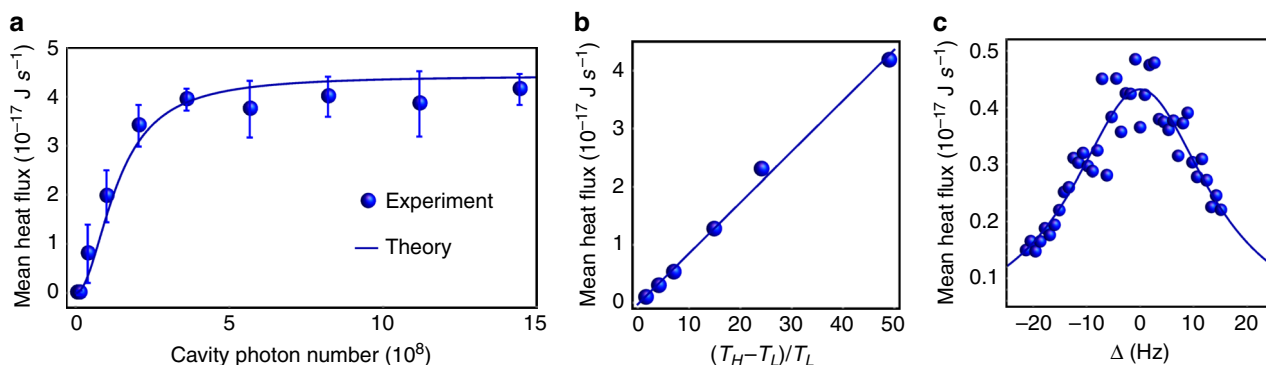 a
Mean heat flux (10⁻¹⁷ J s⁻¹)
5
4
3
2
1
0
Experiment
Theory
0 5 10 15
Cavity photon number (10⁸)
b
Mean heat flux (10⁻¹⁷ J s⁻¹)
4
3
2
1
0
0 10 20 30 40 50
(T_H−T_L)/T_L
c
Mean heat flux (10⁻¹⁷ J s⁻¹)
0.5
0.4
0.3
0.2
0.1
−20 −10 0 10 20
Δ (Hz)